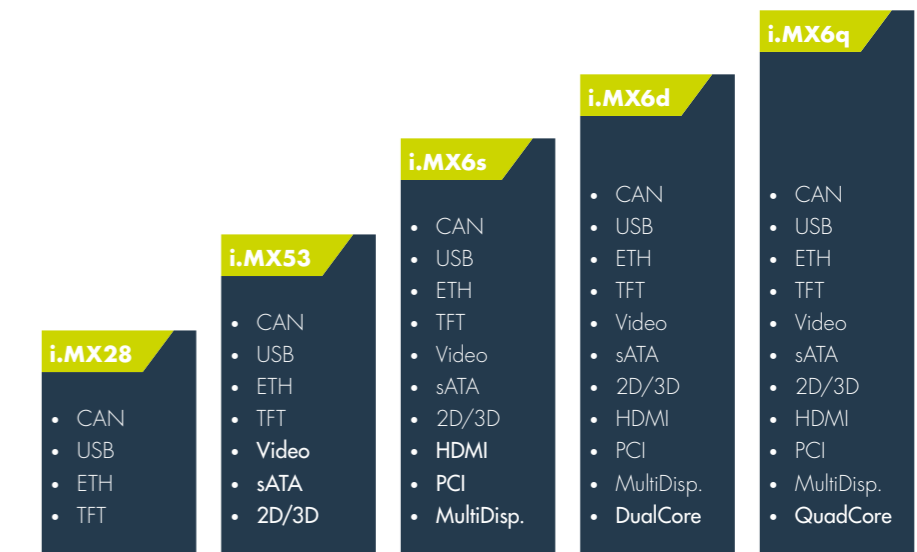 i.MX28
CAN
USB
ETH
TFT
i.MX53
CAN
USB
ETH
TFT
Video
sATA
2D/3D
i.MX6s
CAN
USB
ETH
TFT
Video
sATA
2D/3D
HDMI
PCI
MultiDisp.
i.MX6d
CAN
USB
ETH
TFT
Video
sATA
2D/3D
HDMI
PCI
MultiDisp.
DualCore
i.MX6q
CAN
USB
ETH
TFT
Video
sATA
2D/3D
HDMI
PCI
MultiDisp.
QuadCore